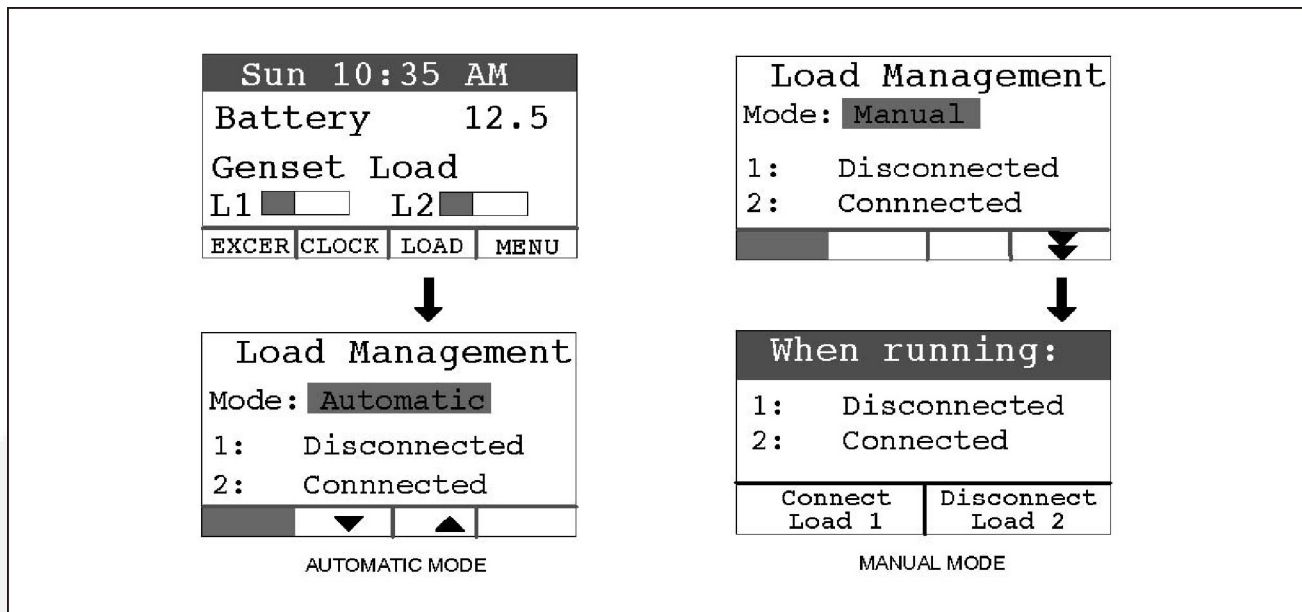 Sun 10:35 AM
Battery 12.5
Genset Load
L1 L2
EXCER CLOCK LOAD MENU
Load Management
Mode: Automatic
1: Disconnected
2: Connnected
AUTOMATIC MODE
Load Management
Mode: Manual
1: Disconnected
2: Connnected
When running:
1: Disconnected
2: Connected
Connect Disconnect
Load 1 Load 2
MANUAL MODE